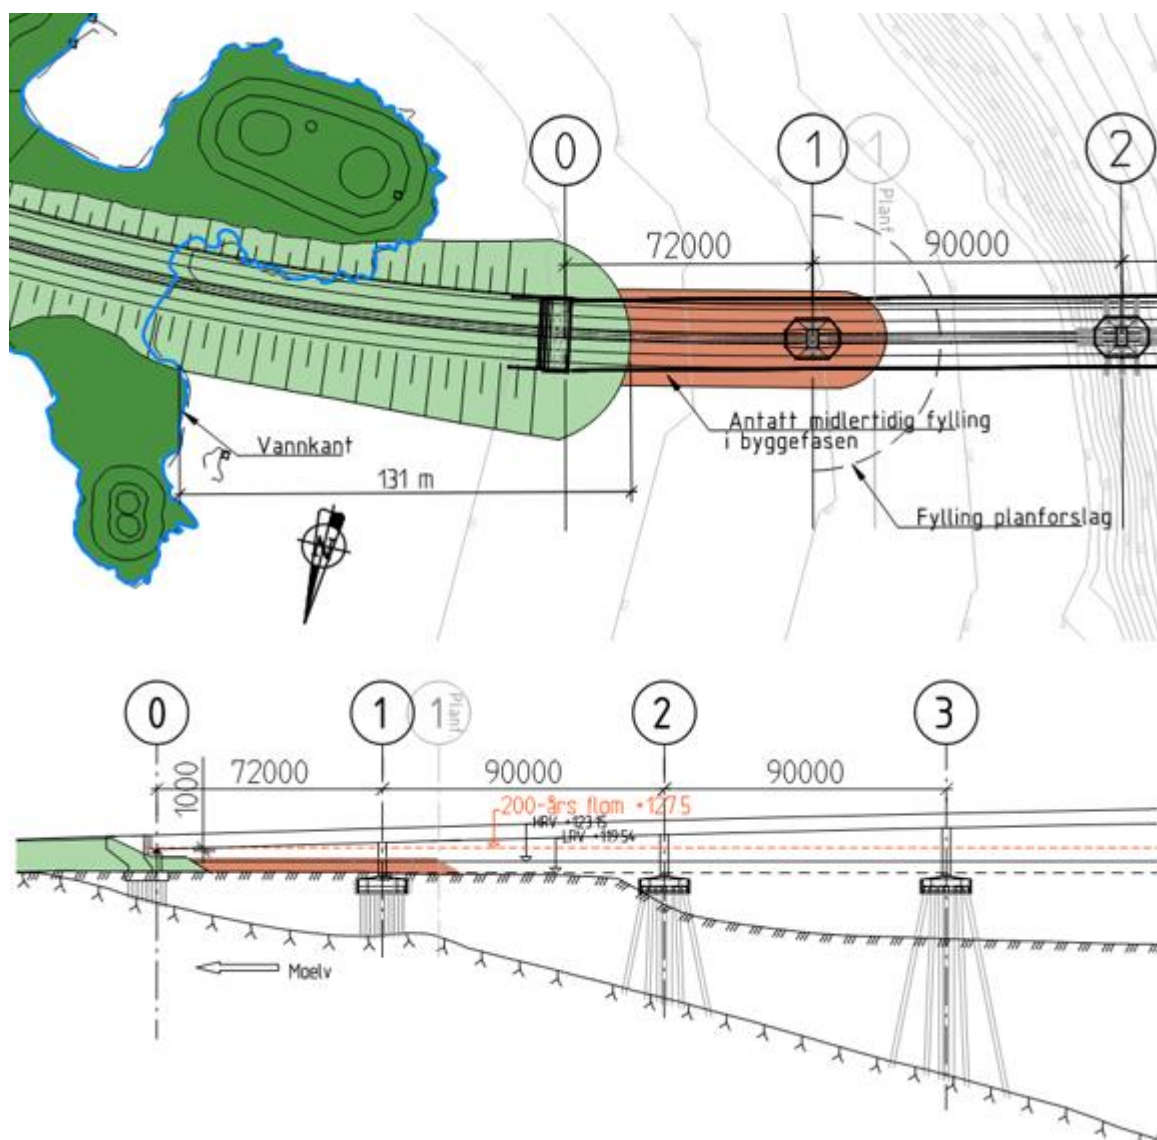 0
1
1
2
Planf
72000
90000
Antatt midlertidig fylling
i byggefasen
Vannkant
131 m
Fylling planforslag
N
0
1
1
Planf
2
3
72000
90000
90000
1000
200-års flom +127.5
HRV +123.15
LRV +119.54
Moelv